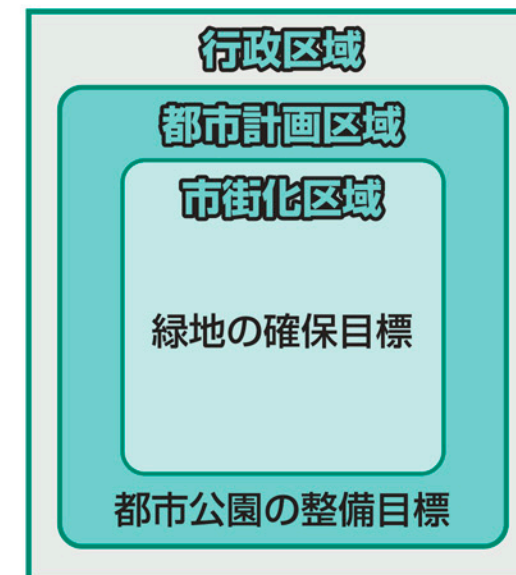 行政区域
都市計画区域
市街化区域
緑地の確保目標
都市公園の整備目標